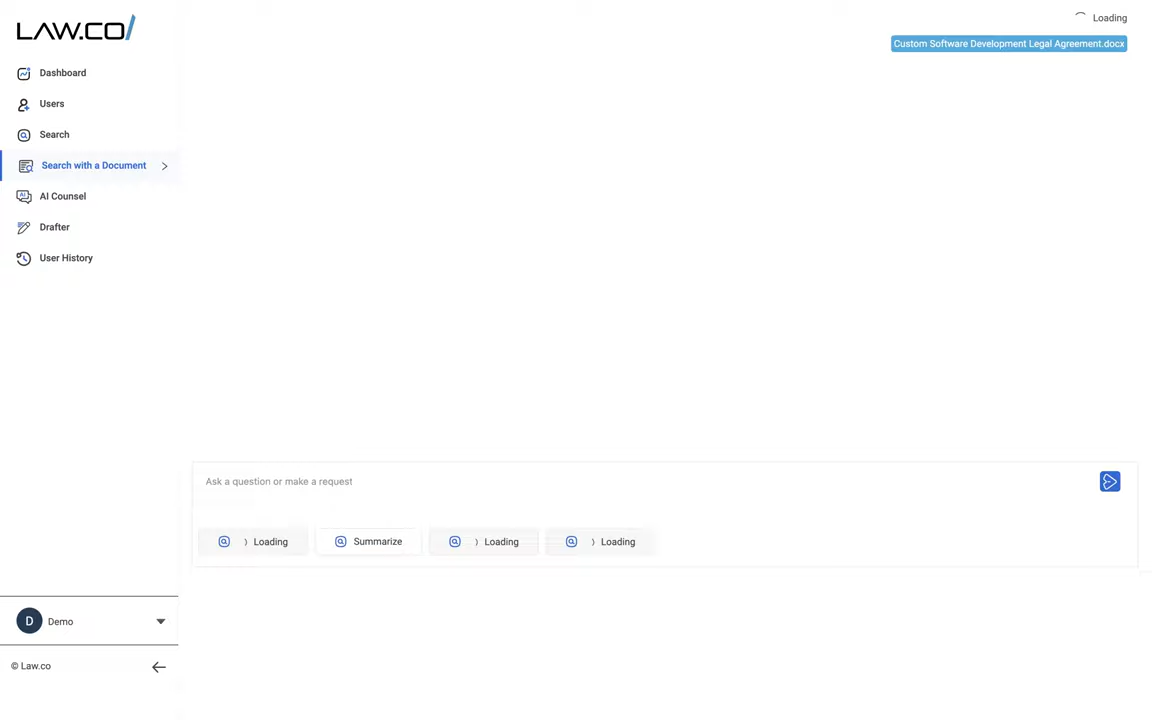 LAW.CO/
Loading
Custom Software Development Legal Agreement.docx
Dashboard
Users
Search
Search with a Document
AI Counsel
Drafter
User History
Ask a question or make a request
Loading
Summarize
Loading
Loading
D
Demo
© Law.co